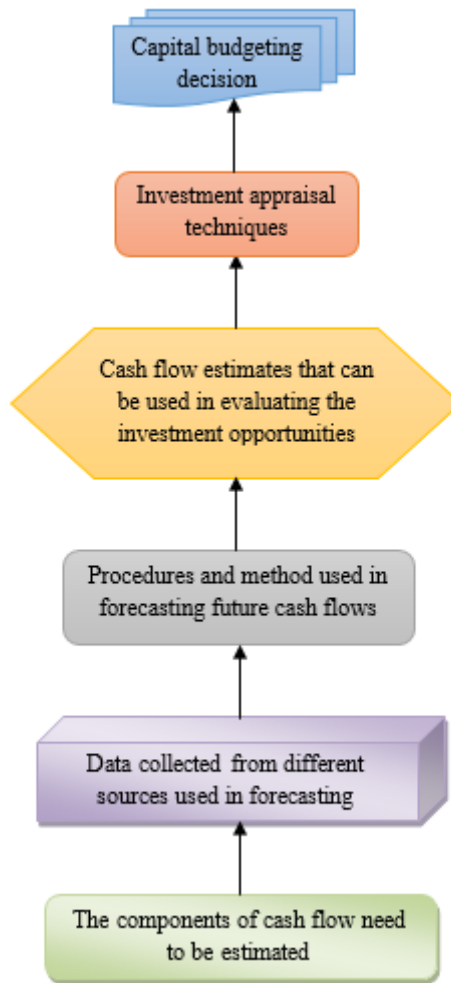 Capital budgeting
decision
Investment appraisal
techniques
Cash flow estimates that can
be used in evaluating the
investment opportunities
Procedures and method used in
forecasting future cash flows
Data collected from different
sources used in forecasting
The components of cash flow need
to be estimated